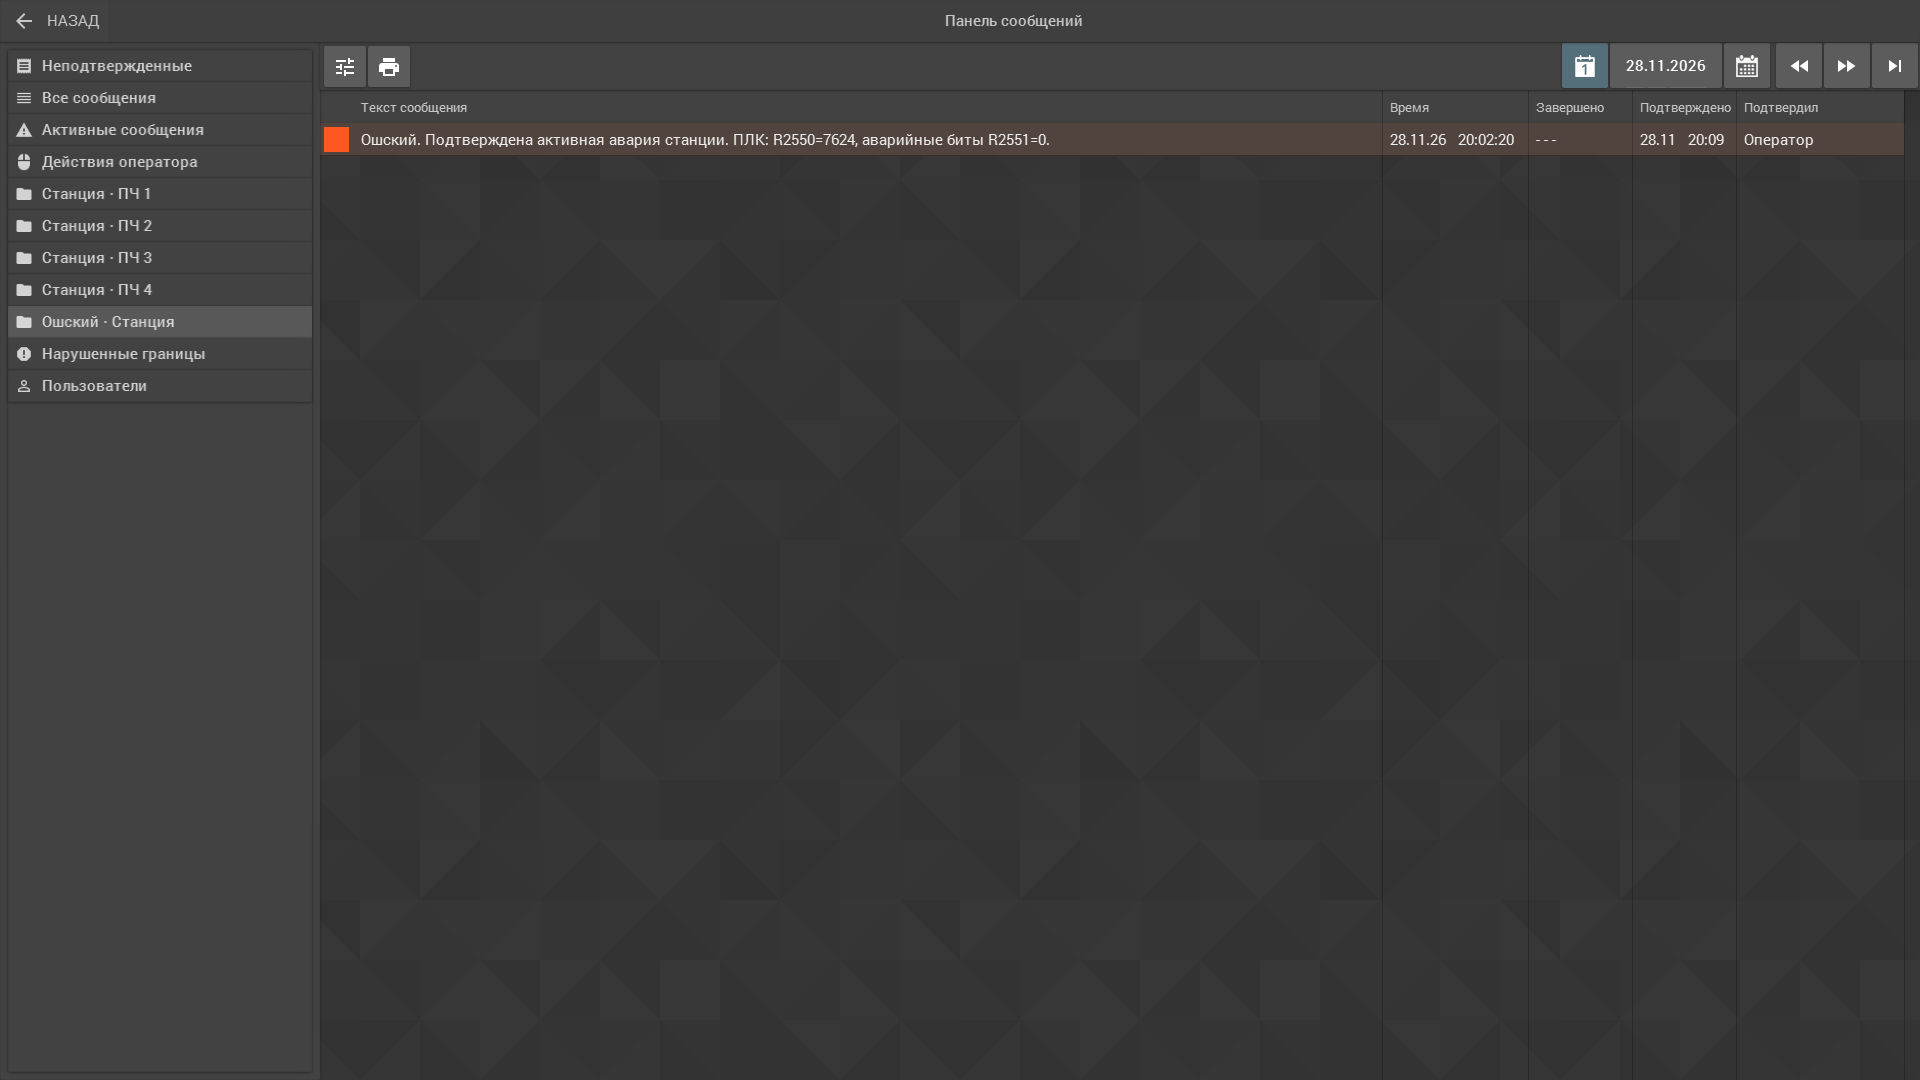 НАЗАД
Панель сообщений
Неподтвержденные
Все сообщения
Активные сообщения
Действия оператора
Станция · ПЧ 1
Станция · ПЧ 2
Станция · ПЧ 3
Станция · ПЧ 4
Ошский · Станция
Нарушенные границы
Пользователи
1
28.11.2026
Текст сообщения Время Завершено Подтверждено Подтвердил
Ошский. Подтверждена активная авария станции. ПЛК: R2550=7624, аварийные биты R2551=0. 28.11.26 20:02:20 --- 28.11 20:09 Оператор